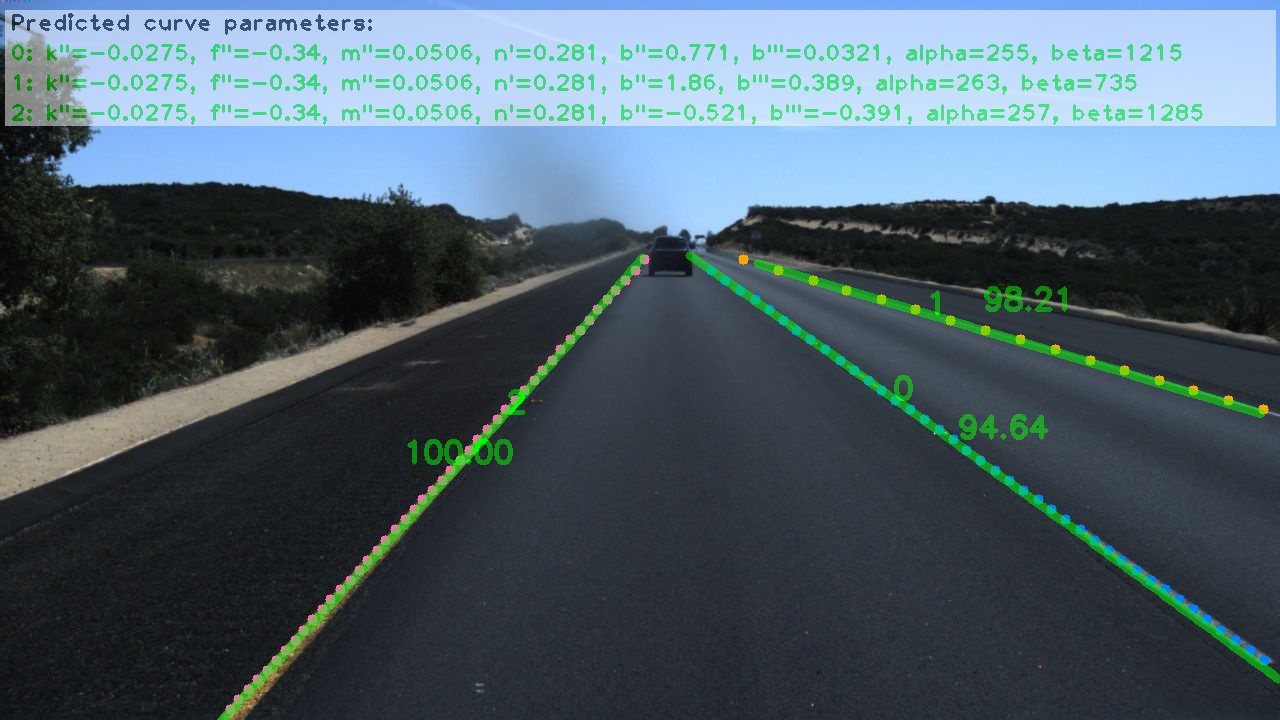 Predicted curve parameters:
0: k''=-0.0275, f''=-0.34, m''=0.0506, n'=0.281, b''=0.771, b'''=0.0321, alpha=255, beta=1215
1: k''=-0.0275, f''=-0.34, m''=0.0506, n'=0.281, b''=1.86, b'''=0.389, alpha=263, beta=735
2: k''=-0.0275, f''=-0.34, m''=0.0506, n'=0.281, b''=-0.521, b'''=-0.391, alpha=257, beta=1285
1 98.21
0
2
94.64
100.00